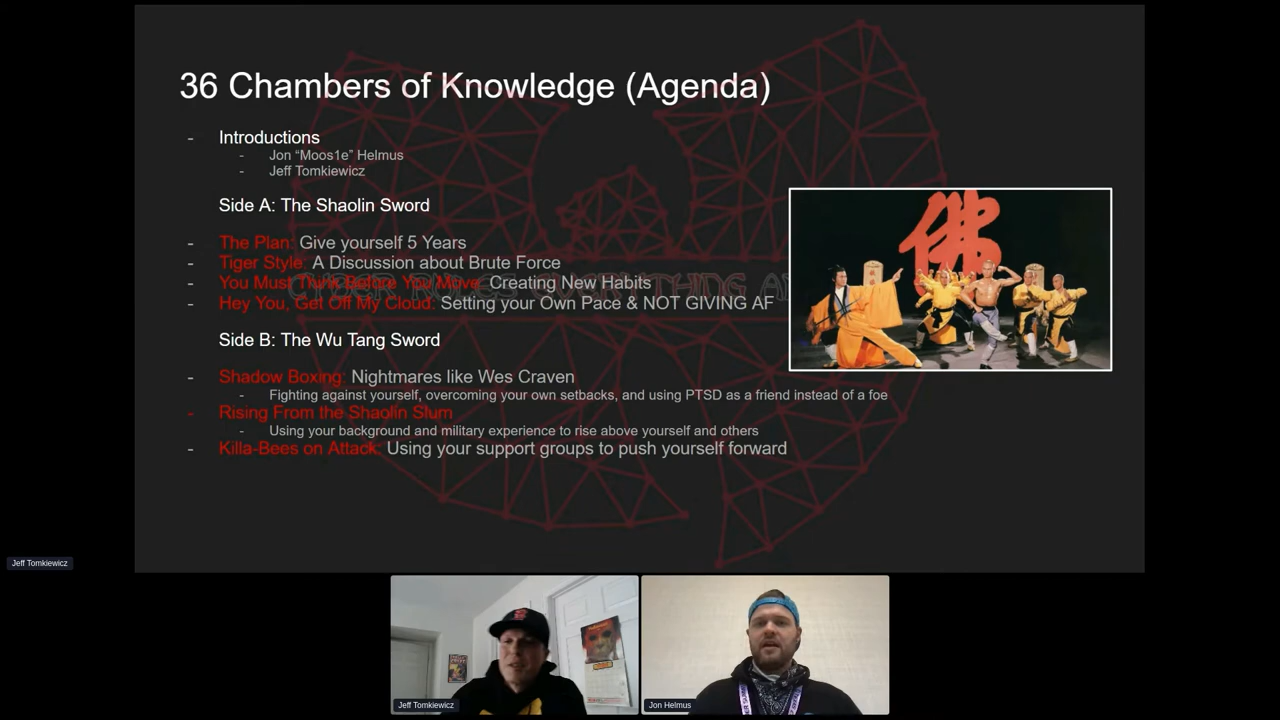 36 Chambers of Knowledge (Agenda)
- Introductions
- Jon “Moos1e” Helmus
- Jeff Tomkiewicz
Side A: The Shaolin Sword
- The Plan: Give yourself 5 Years
- Tiger Style: A Discussion about Brute Force
- You Must Think Before You Move: Creating New Habits
- Hey You, Get Off My Cloud: Setting your Own Pace & NOT GIVING AF
CYBER RULES EVERYTHING
Side B: The Wu Tang Sword
- Shadow Boxing: Nightmares like Wes Craven
- Fighting against yourself, overcoming your own setbacks, and using PTSD as a friend instead of a foe
- Rising From the Shaolin Slum
- Using your background and military experience to rise above yourself and others
- Killa-Bees on Attack: Using your support groups to push yourself forward
佛
Jeff Tomkiewicz
Jeff Tomkiewicz
Jon Helmus